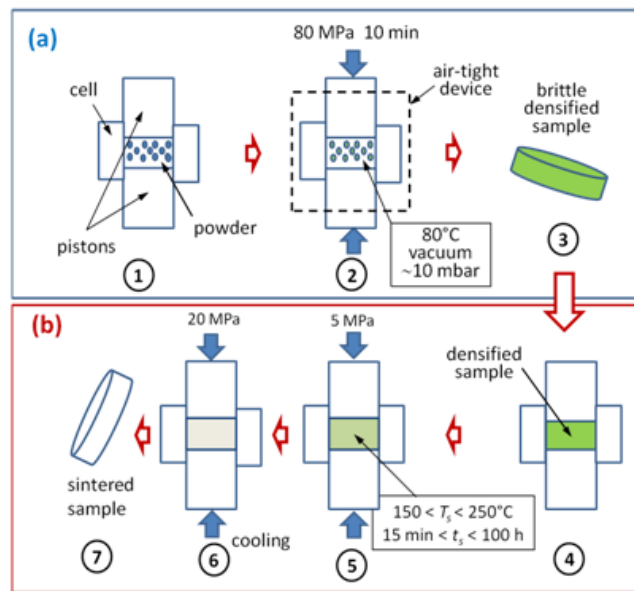 (a)
80 MPa 10 min
cell
air-tight
device
brittle
densified
sample
powder
pistons
80°C
vacuum
~10 mbar
1
2
3
(b)
20 MPa
5 MPa
densified
sample
sintered
sample
cooling
150 < Ts < 250°C
15 min < ts < 100 h
7
6
5
4